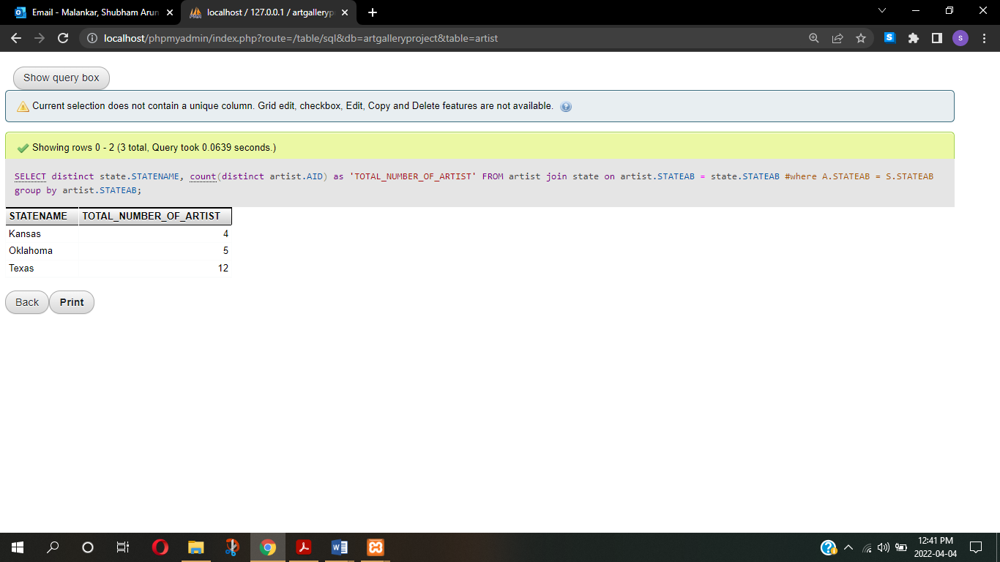 Email - Malankar, Shubham Arun
localhost / 127.0.0.1 / artgalleryp
localhost/phpmyadmin/index.php?route=/table/sql&db=artgalleryproject&table=artist
S
s
Show query box
Current selection does not contain a unique column. Grid edit, checkbox, Edit, Copy and Delete features are not available.
Showing rows 0 - 2 (3 total, Query took 0.0639 seconds.)
SELECT distinct state.STATENAME, count(distinct artist.AID) as 'TOTAL_NUMBER_OF_ARTIST' FROM artist join state on artist.STATEAB = state.STATEAB #where A.STATEAB = S.STATEAB
group by artist.STATEAB;
STATENAME TOTAL_NUMBER_OF_ARTIST
Kansas 4
Oklahoma 5
Texas 12
Back Print
12:41 PM
2022-04-04